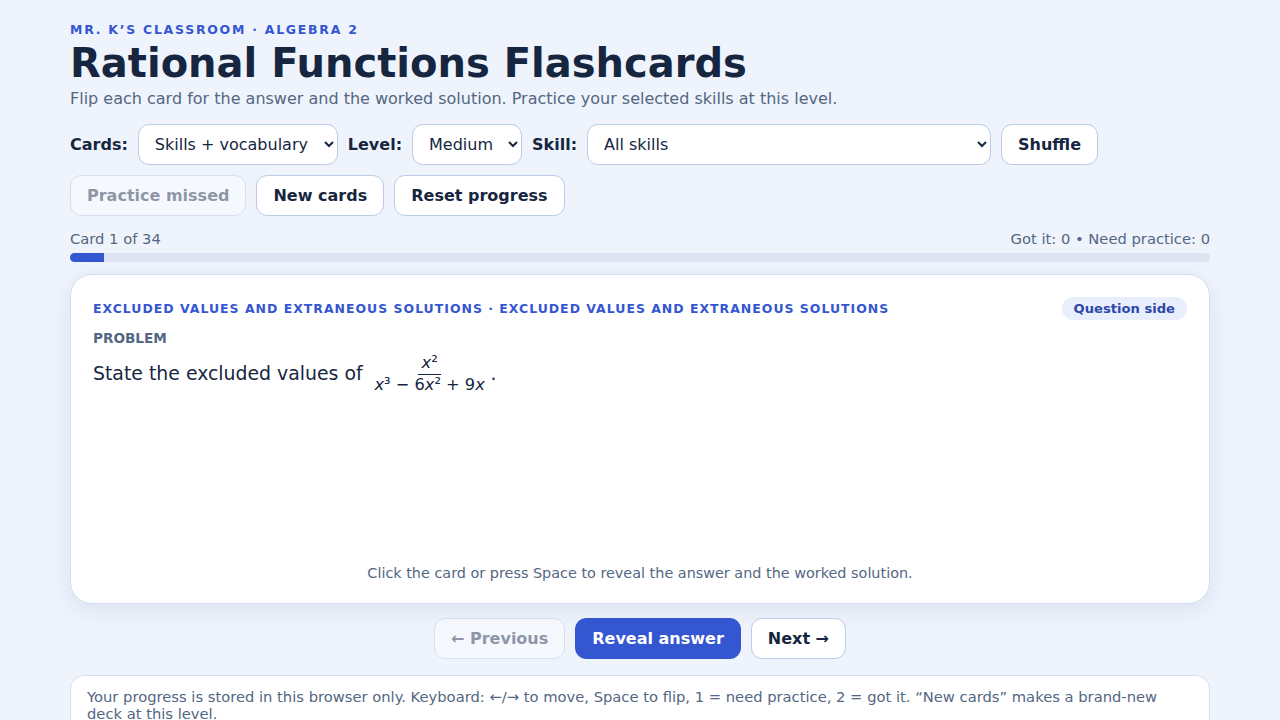 MR. K’S CLASSROOM · ALGEBRA 2
Rational Functions Flashcards
Flip each card for the answer and the worked solution. Practice your selected skills at this level.
Cards: Skills + vocabulary Level: Medium Skill: All skills Shuffle
Practice missed New cards Reset progress
Card 1 of 34 Got it: 0 • Need practice: 0
EXCLUDED VALUES AND EXTRANEOUS SOLUTIONS · EXCLUDED VALUES AND EXTRANEOUS SOLUTIONS Question side
PROBLEM
State the excluded values of x² / x³ − 6x² + 9x .
Click the card or press Space to reveal the answer and the worked solution.
← Previous Reveal answer Next →
Your progress is stored in this browser only. Keyboard: ←/→ to move, Space to flip, 1 = need practice, 2 = got it. “New cards” makes a brand-new
deck at this level.